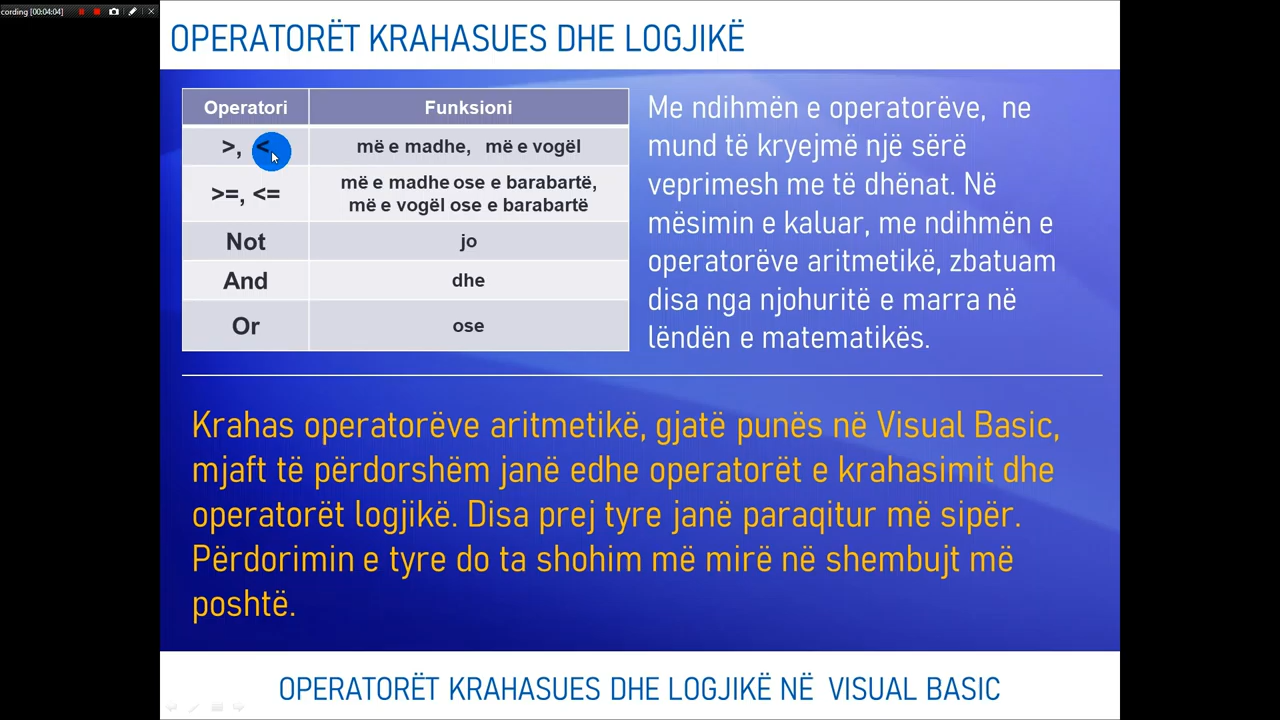 cording [00:04:04]
OPERATORËT KRAHASUES DHE LOGJIKË
Operatori Funksioni
>, < më e madhe, më e vogël
>=, <= më e madhe ose e barabartë,
më e vogël ose e barabartë
Not jo
And dhe
Or ose
Me ndihmën e operatorëve, ne
mund të kryejmë një sërë
veprimesh me të dhënat. Në
mësimin e kaluar, me ndihmën e
operatorëve aritmetikë, zbatuam
disa nga njohuritë e marra në
lëndën e matematikës.
Krahas operatorëve aritmetikë, gjatë punës në Visual Basic,
mjaft të përdorshëm janë edhe operatorët e krahasimit dhe
operatorët logjikë. Disa prej tyre janë paraqitur më sipër.
Përdorimin e tyre do ta shohim më mirë në shembujt më
poshtë.
OPERATORËT KRAHASUES DHE LOGJIKË NË VISUAL BASIC